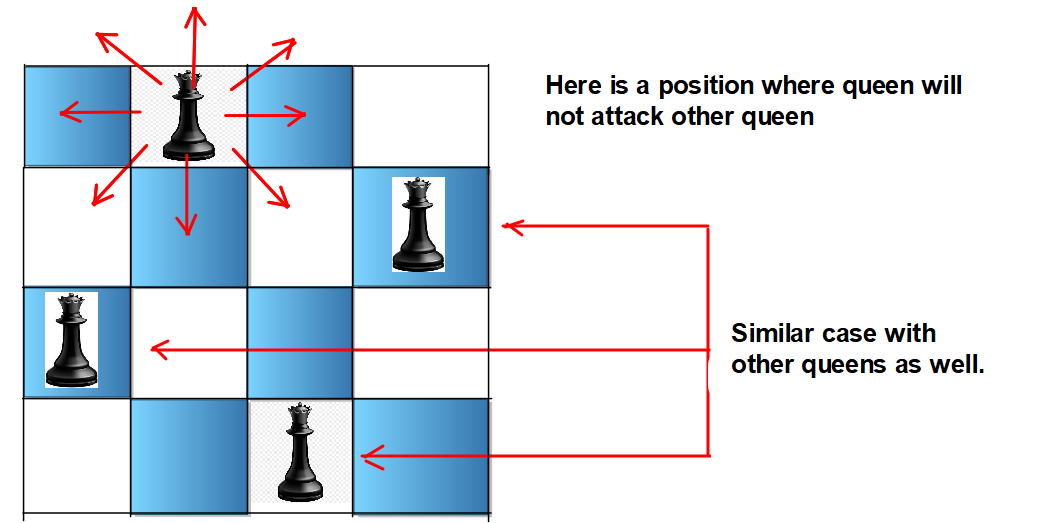 Here is a position where queen will
not attack other queen
Similar case with
other queens as well.